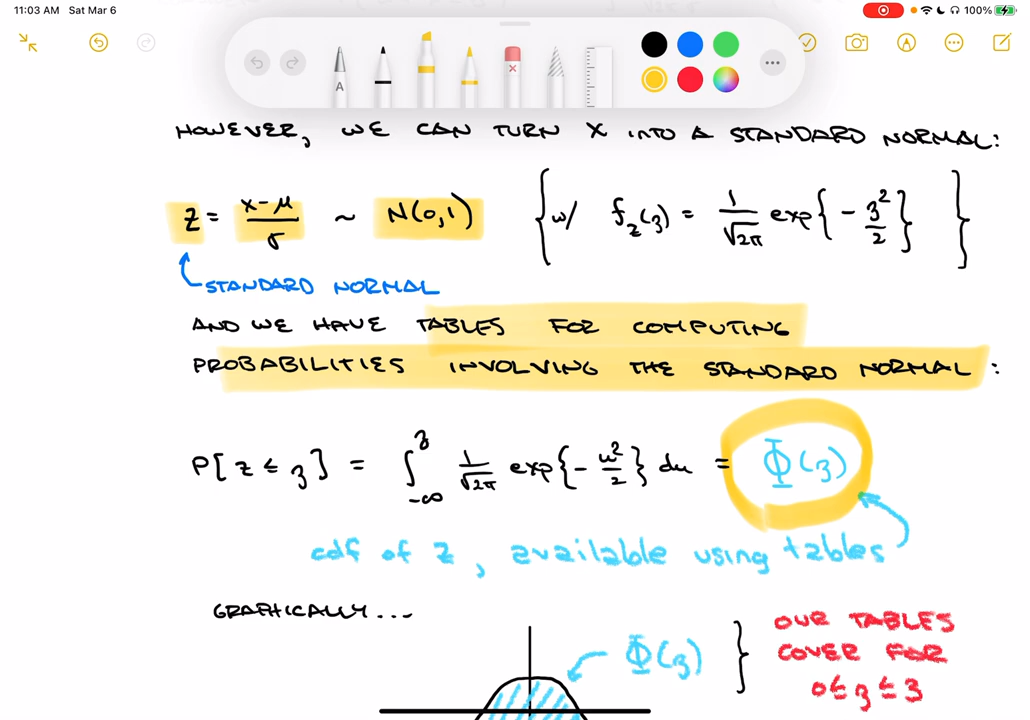 11:03 AM Sat Mar 6 100%
A
HOWEVER, WE CAN TURN X INTO A STANDARD NORMAL:
Z = (X-μ)/σ ~ N(0,1) { w/ f_Z(z) = 1/√2π exp{-z²/2} }
STANDARD NORMAL
AND WE HAVE TABLES FOR COMPUTING
PROBABILITIES INVOLVING THE STANDARD NORMAL :
P[Z ≤ z] = ∫_{-∞}^{z} 1/√2π exp{-u²/2} du = Φ(z)
cdf of Z, available using tables
GRAPHICALLY...
Φ(z) } OUR TABLES
COVER FOR
0 ≤ z ≤ 3